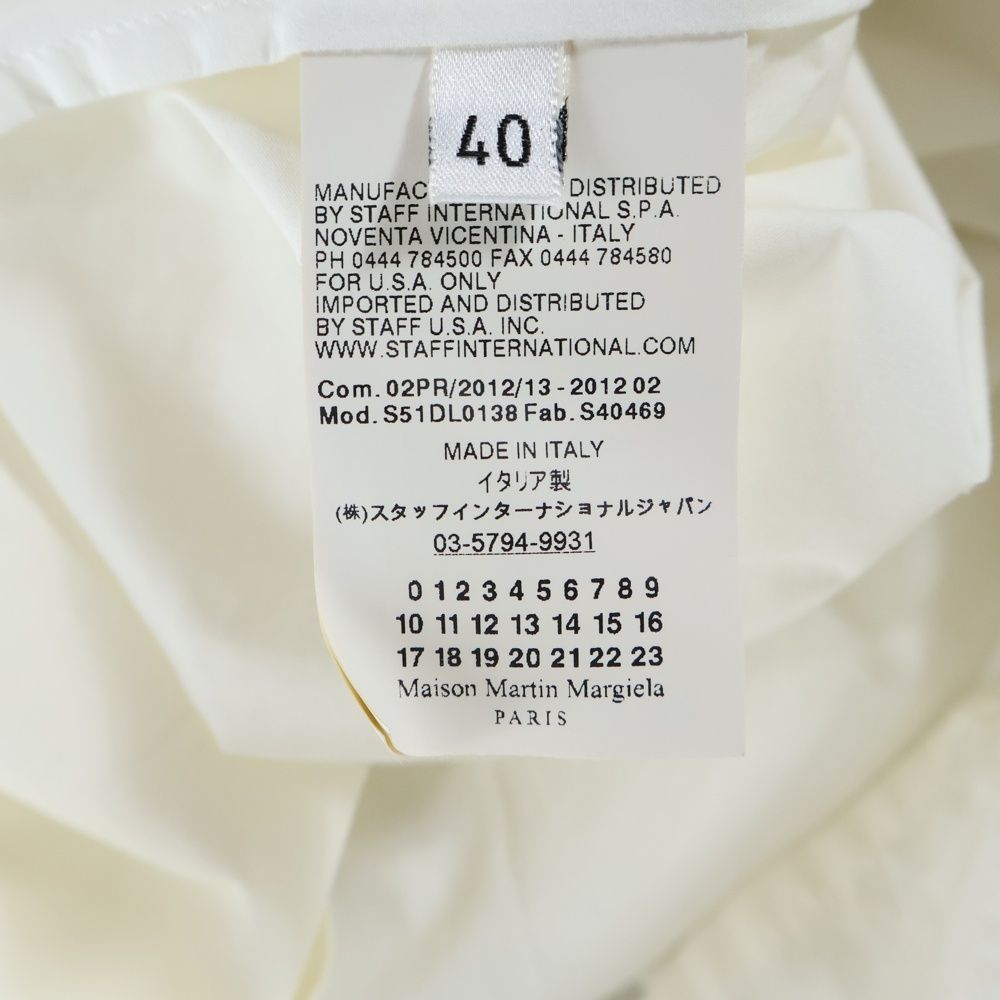 40
MANUFAC DISTRIBUTED
BY STAFF INTERNATIONAL S.P.A.
NOVENTA VICENTINA - ITALY
PH 0444 784500 FAX 0444 784580
FOR U.S.A. ONLY
IMPORTED AND DISTRIBUTED
BY STAFF U.S.A. INC.
WWW.STAFFINTERNATIONAL.COM
Com. 02PR/2012/13 - 2012 02
Mod. S51DL0138 Fab. S40469
MADE IN ITALY
イタリア製
(株)スタッフインターナショナルジャパン
03-5794-9931
0 1 2 3 4 5 6 7 8 9
10 11 12 13 14 15 16
17 18 19 20 21 22 23
Maison Martin Margiela
PARIS